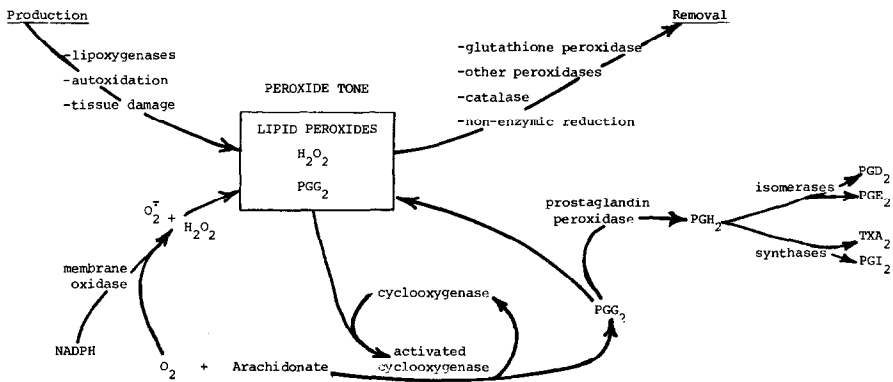 Production
Removal
-lipoxygenases
-autoxidation
-tissue damage
-glutathione peroxidase
-other peroxidases
-catalase
-non-enzymic reduction
PEROXIDE TONE
LIPID PEROXIDES
H₂O₂
PGG₂
O₂⁻ + H₂O₂
membrane
oxidase
NADPH
O₂ + Arachidonate
cyclooxygenase
activated
cyclooxygenase
PGG₂
prostaglandin
peroxidase
PGH₂
isomerases
synthases
PGD₂
PGE₂
TXA₂
PGI₂